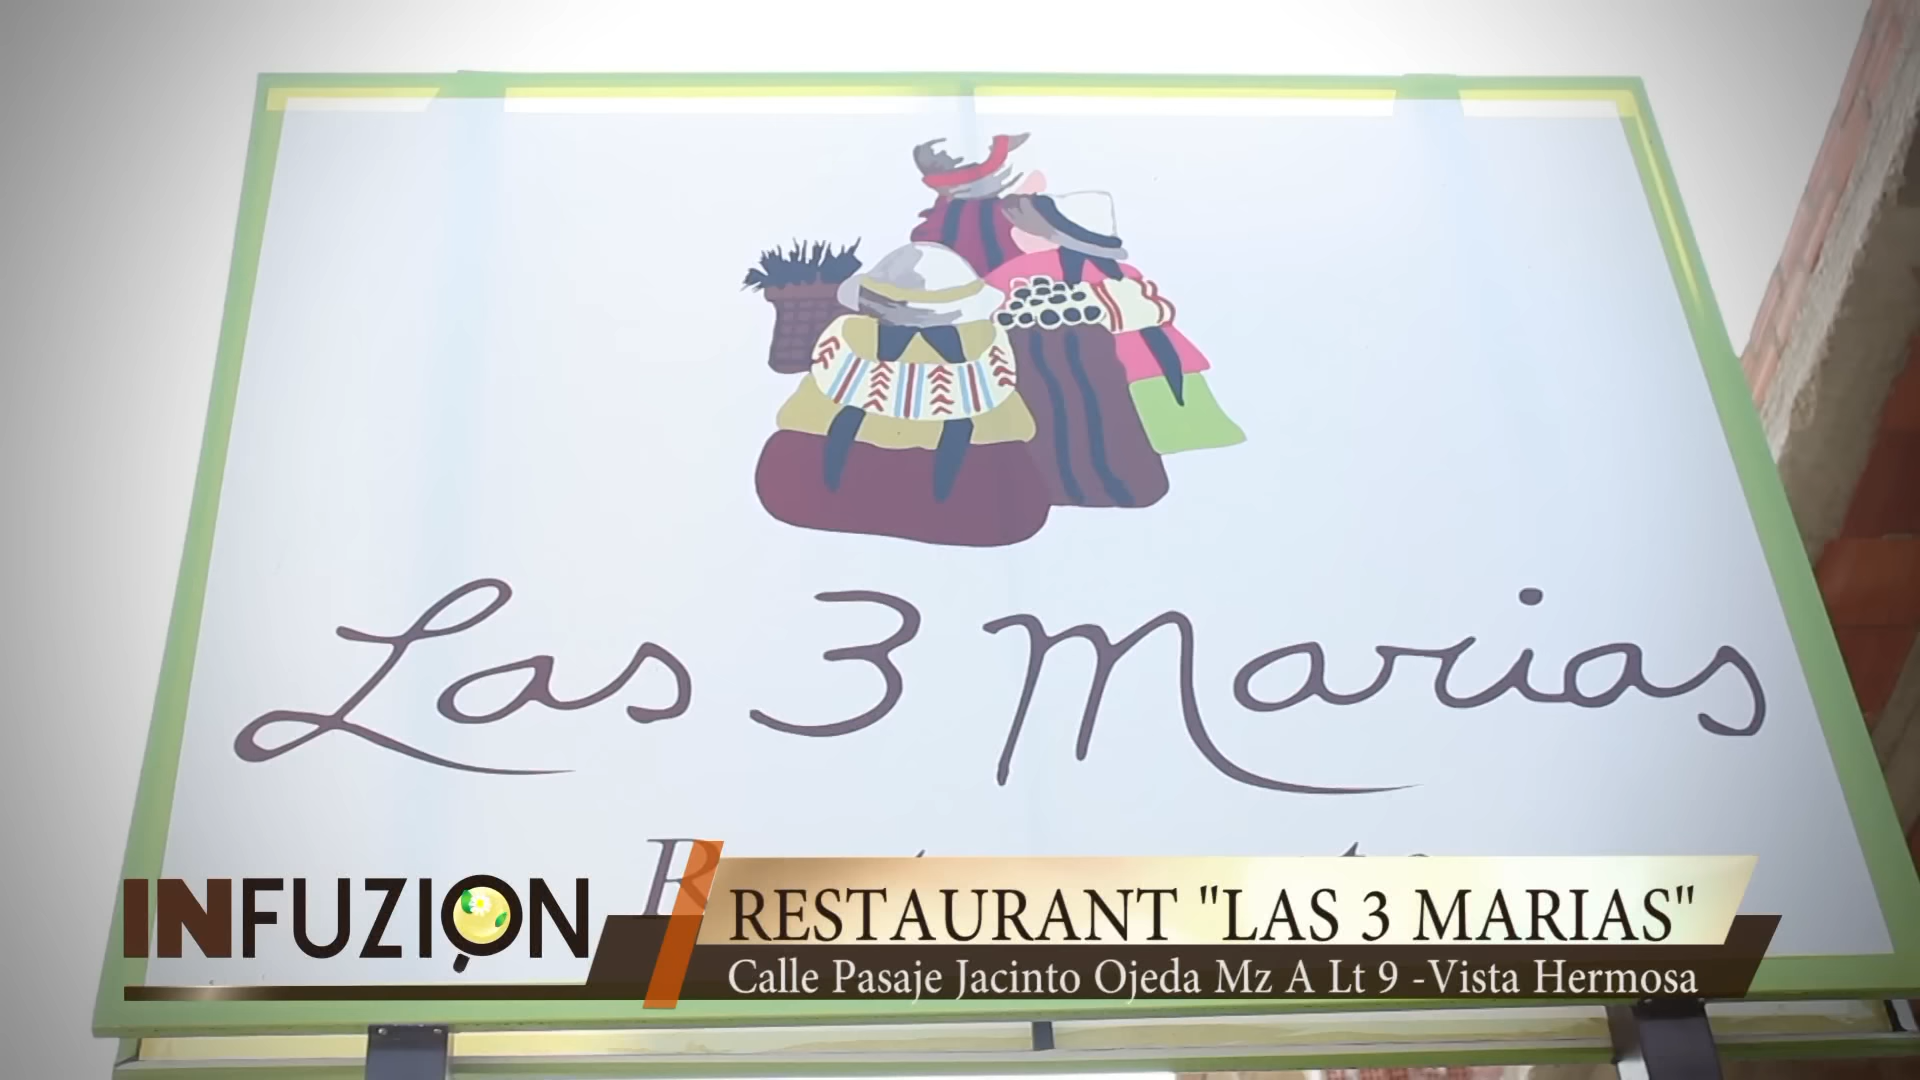 Las 3 Marias
INFUZION
RESTAURANT "LAS 3 MARIAS"
Calle Pasaje Jacinto Ojeda Mz A Lt 9 -Vista Hermosa